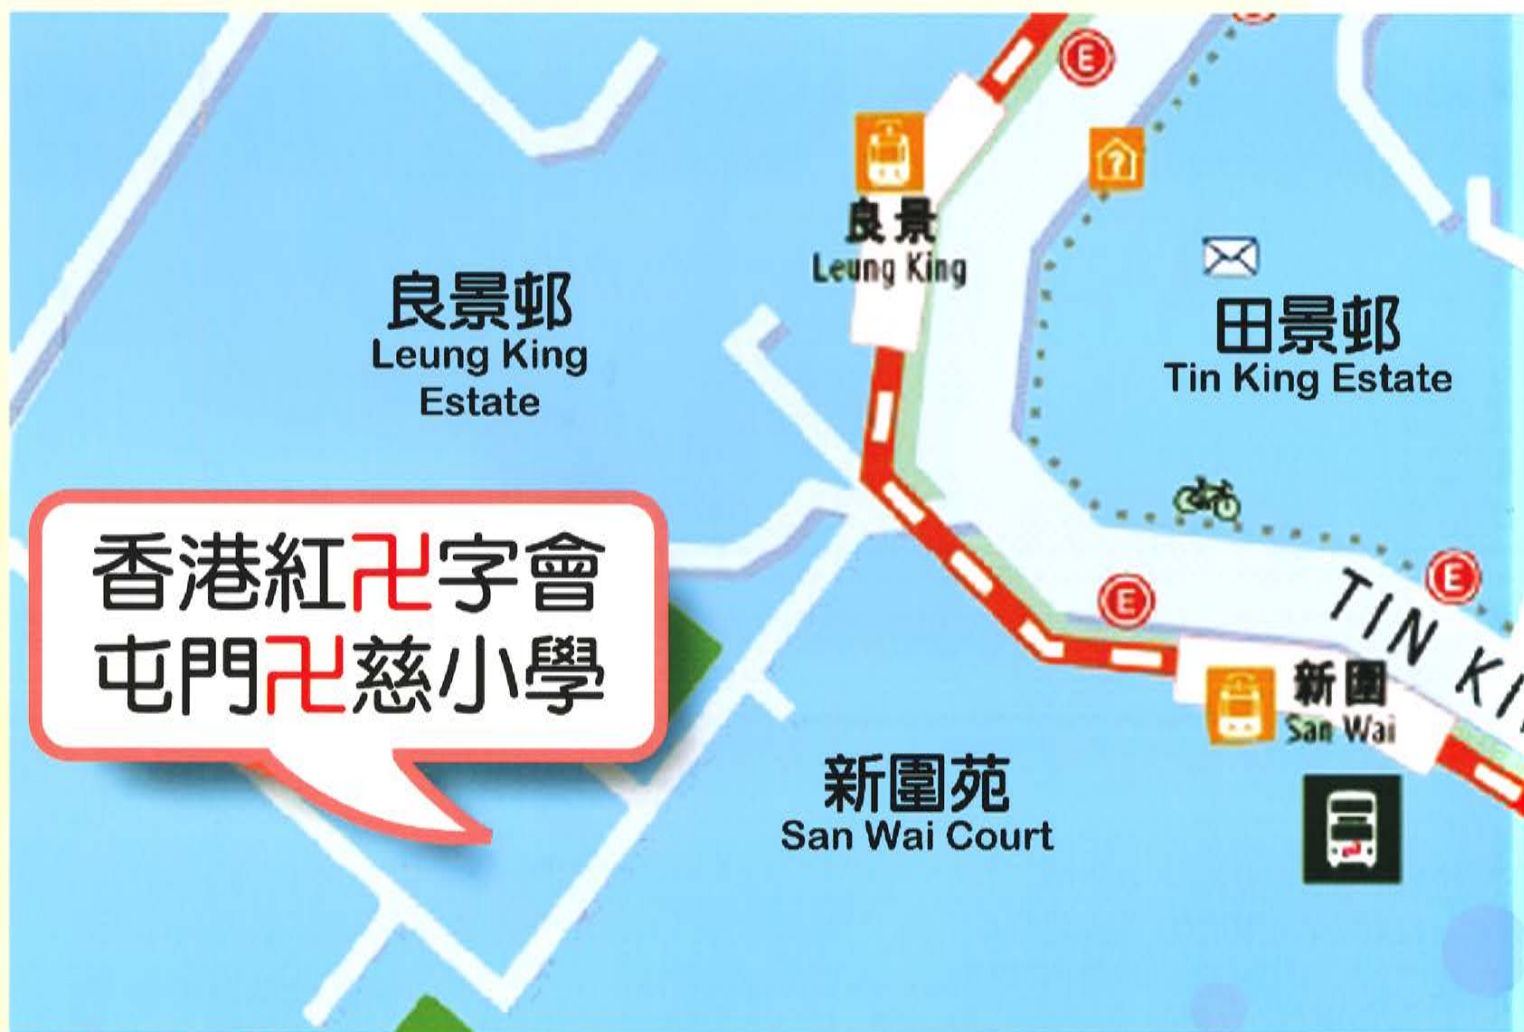 E
良景
Leung King
良景邨
Leung King
Estate
田景邨
Tin King Estate
香港紅卍字會
屯門卍慈小學
E
E
TIN KI
新圍
San Wai
新圍苑
San Wai Court